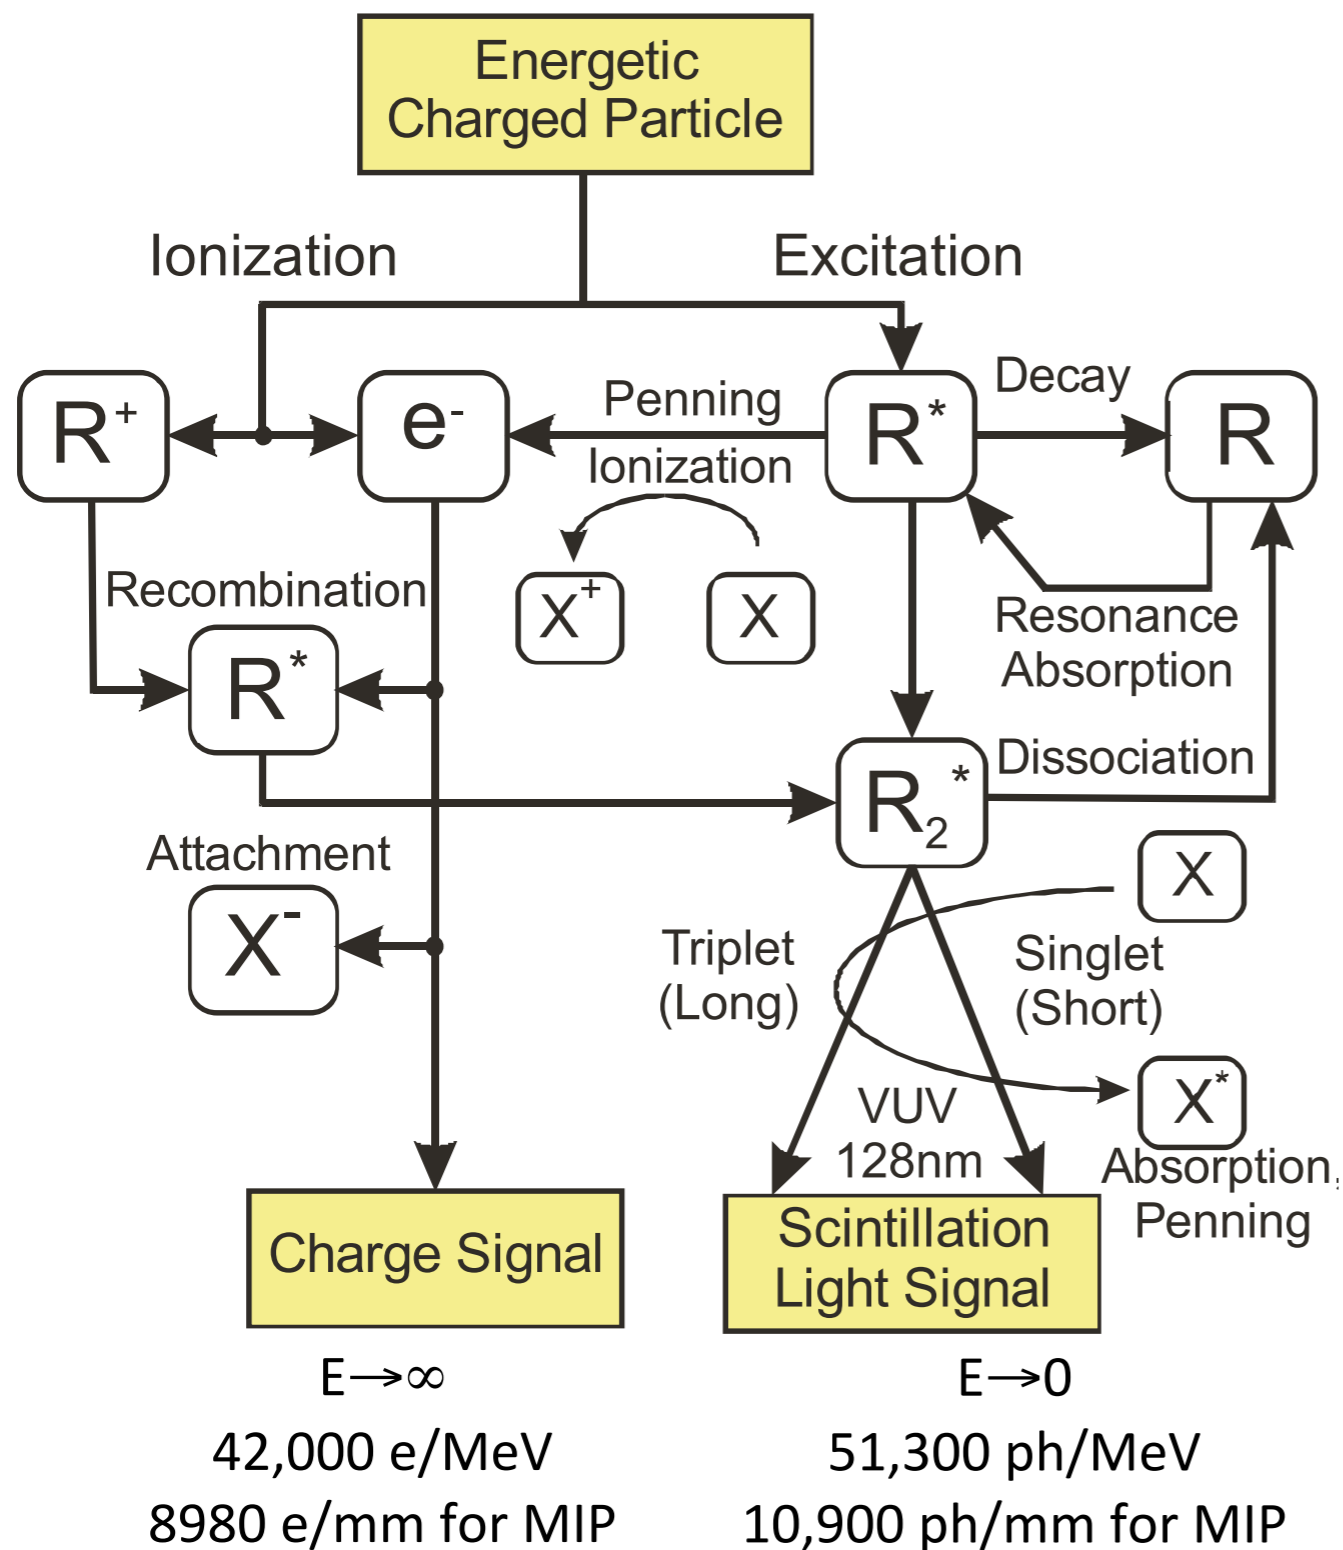 Energetic
Charged Particle
Ionization
Excitation
R⁺
e⁻
Penning
Ionization
R*
Decay
R
X⁺
X
Recombination
R*
Resonance
Absorption
R₂*
Dissociation
Attachment
X⁻
X
Triplet
(Long)
Singlet
(Short)
VUV
128nm
X*
Absorption,
Penning
Charge Signal
Scintillation
Light Signal
E→∞
42,000 e/MeV
8980 e/mm for MIP
E→0
51,300 ph/MeV
10,900 ph/mm for MIP